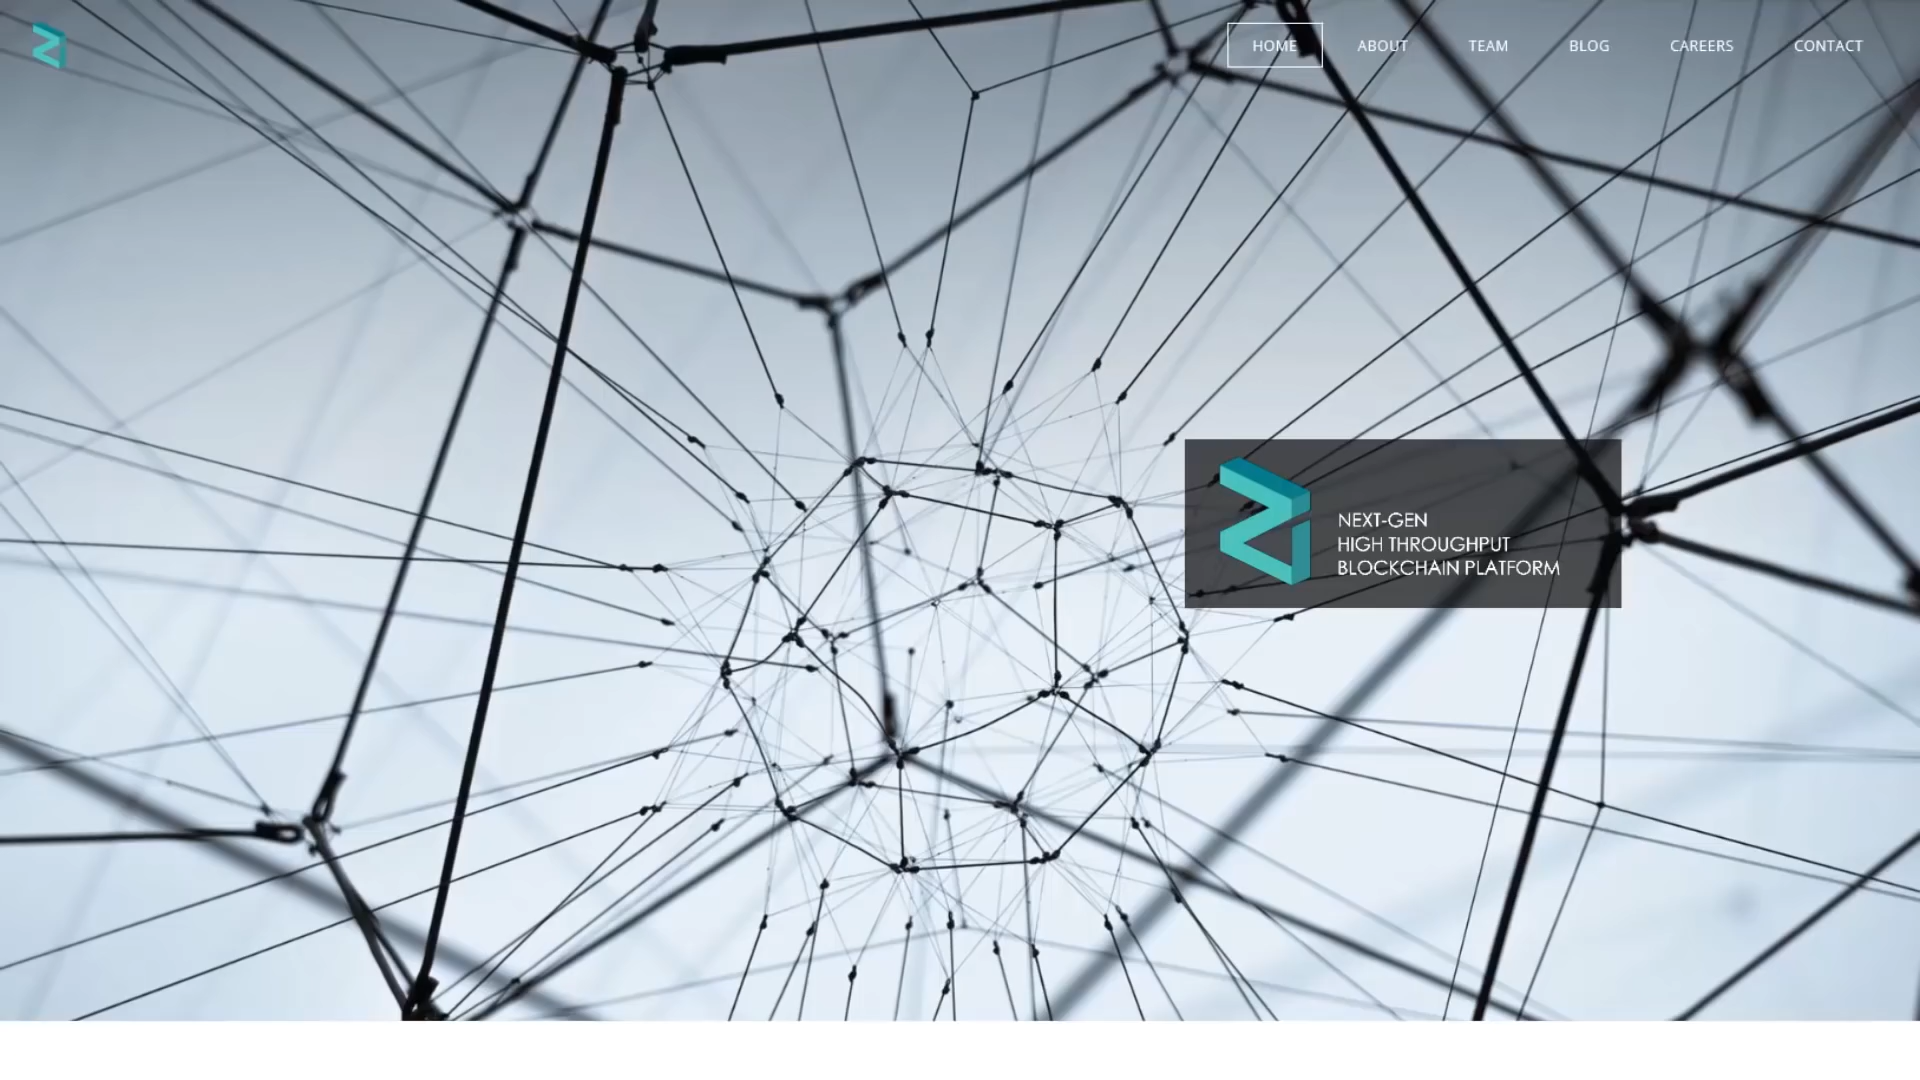 HOME ABOUT TEAM BLOG CAREERS CONTACT
NEXT-GEN
HIGH THROUGHPUT
BLOCKCHAIN PLATFORM